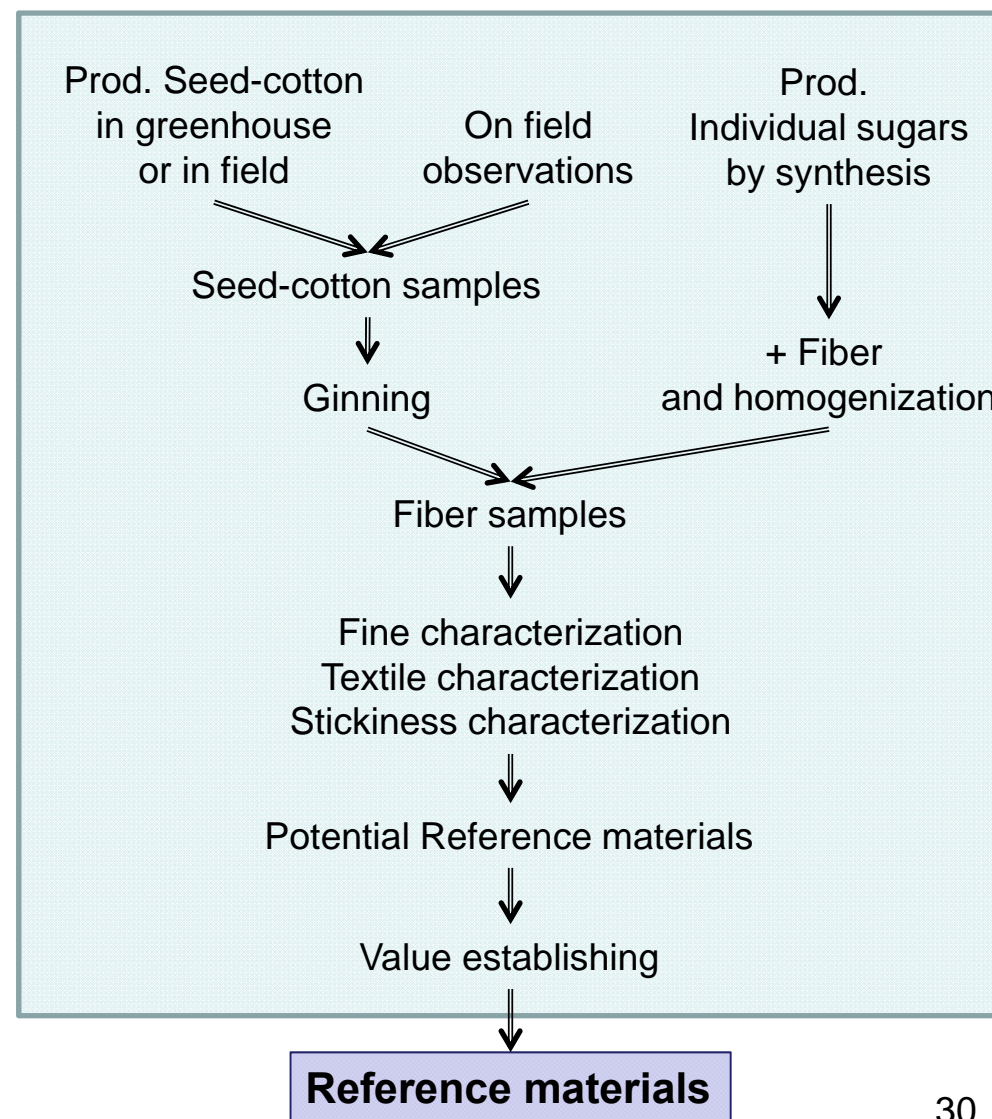 Prod. Seed-cotton
in greenhouse
or in field
On field
observations
Prod.
Individual sugars
by synthesis
Seed-cotton samples
Ginning
+ Fiber
and homogenization
Fiber samples
Fine characterization
Textile characterization
Stickiness characterization
Potential Reference materials
Value establishing
Reference materials
30